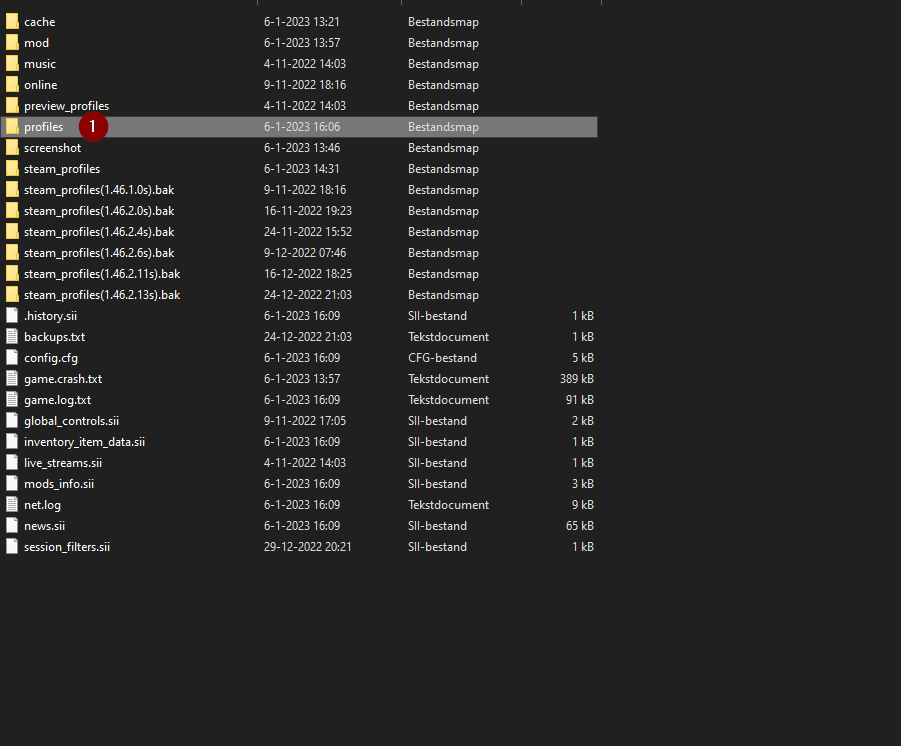 cache 6-1-2023 13:21 Bestandsmap
mod 6-1-2023 13:57 Bestandsmap
music 4-11-2022 14:03 Bestandsmap
online 9-11-2022 18:16 Bestandsmap
preview_profiles 4-11-2022 14:03 Bestandsmap
profiles 1 6-1-2023 16:06 Bestandsmap
screenshot 6-1-2023 13:46 Bestandsmap
steam_profiles 6-1-2023 14:31 Bestandsmap
steam_profiles(1.46.1.0s).bak 9-11-2022 18:16 Bestandsmap
steam_profiles(1.46.2.0s).bak 16-11-2022 19:23 Bestandsmap
steam_profiles(1.46.2.4s).bak 24-11-2022 15:52 Bestandsmap
steam_profiles(1.46.2.6s).bak 9-12-2022 07:46 Bestandsmap
steam_profiles(1.46.2.11s).bak 16-12-2022 18:25 Bestandsmap
steam_profiles(1.46.2.13s).bak 24-12-2022 21:03 Bestandsmap
.history.sii 6-1-2023 16:09 SII-bestand 1 kB
backups.txt 24-12-2022 21:03 Tekstdocument 1 kB
config.cfg 6-1-2023 16:09 CFG-bestand 5 kB
game.crash.txt 6-1-2023 13:57 Tekstdocument 389 kB
game.log.txt 6-1-2023 16:09 Tekstdocument 91 kB
global_controls.sii 9-11-2022 17:05 SII-bestand 2 kB
inventory_item_data.sii 6-1-2023 16:09 SII-bestand 1 kB
live_streams.sii 4-11-2022 14:03 SII-bestand 1 kB
mods_info.sii 6-1-2023 16:09 SII-bestand 3 kB
net.log 6-1-2023 16:09 Tekstdocument 9 kB
news.sii 6-1-2023 16:09 SII-bestand 65 kB
session_filters.sii 29-12-2022 20:21 SII-bestand 1 kB